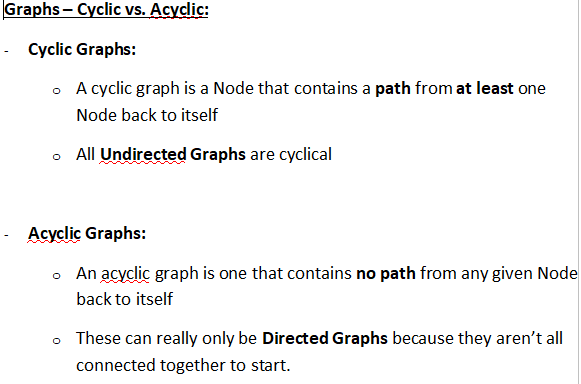 Graphs – Cyclic vs. Acyclic:
- Cyclic Graphs:
o A cyclic graph is a Node that contains a path from at least one
Node back to itself
o All Undirected Graphs are cyclical
- Acyclic Graphs:
o An acyclic graph is one that contains no path from any given Node
back to itself
o These can really only be Directed Graphs because they aren't all
connected together to start.